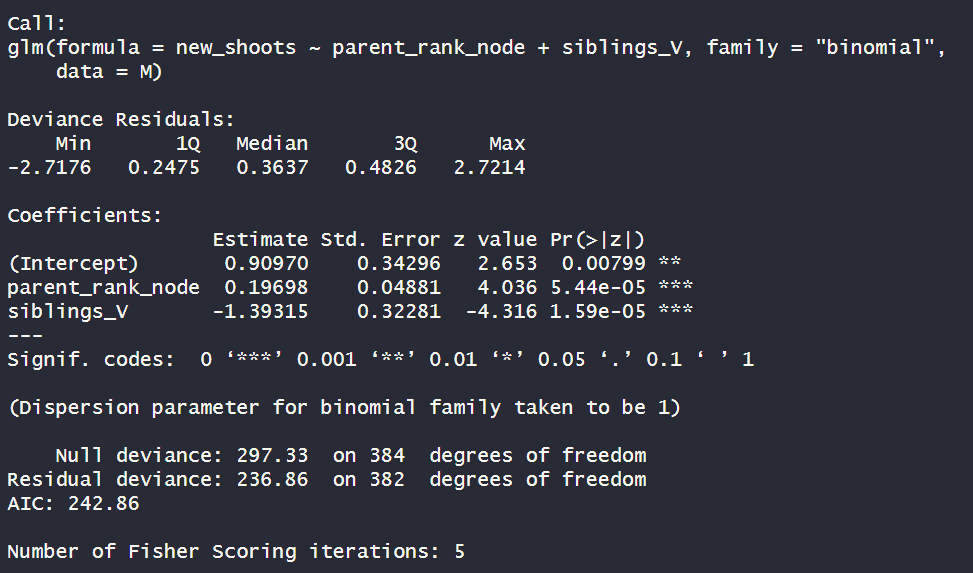 Call:
glm(formula = new_shoots ~ parent_rank_node + siblings_V, family = "binomial",
    data = M)
Deviance Residuals:
    Min       1Q   Median       3Q      Max
-2.7176   0.2475   0.3637   0.4826   2.7214
Coefficients:
                 Estimate Std. Error z value Pr(>|z|)
(Intercept)       0.90970    0.34296   2.653  0.00799 **
parent_rank_node  0.19698    0.04881   4.036 5.44e-05 ***
siblings_V       -1.39315    0.32281  -4.316 1.59e-05 ***
---
Signif. codes:  0 ‘***’ 0.001 ‘**’ 0.01 ‘*’ 0.05 ‘.’ 0.1 ‘ ’ 1
(Dispersion parameter for binomial family taken to be 1)
    Null deviance: 297.33  on 384  degrees of freedom
Residual deviance: 236.86  on 382  degrees of freedom
AIC: 242.86
Number of Fisher Scoring iterations: 5